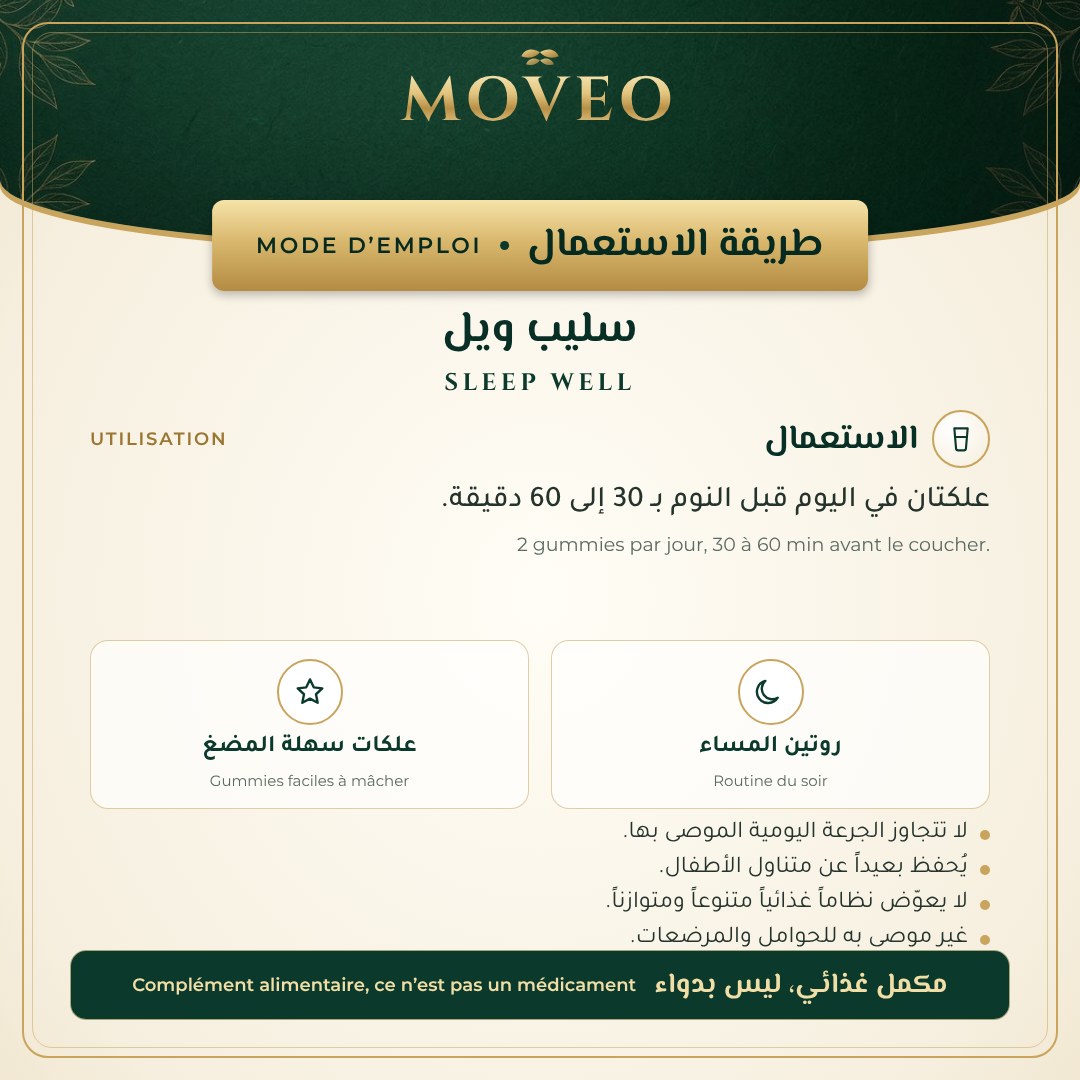 MOVEO
طريقة الاستعمال • MODE D’EMPLOI
سليب ويل
SLEEP WELL
الاستعمال
UTILISATION
علكتان في اليوم قبل النوم بـ 30 إلى 60 دقيقة.
2 gummies par jour, 30 à 60 min avant le coucher.
روتين المساء
Routine du soir
علكات سهلة المضغ
Gummies faciles à mâcher
لا تتجاوز الجرعة اليومية الموصى بها.
يُحفظ بعيداً عن متناول الأطفال.
لا يعوّض نظاماً غذائياً متنوعاً ومتوازناً.
غير موصى به للحوامل والمرضعات.
مكمل غذائي، ليس بدواء Complément alimentaire, ce n’est pas un médicament